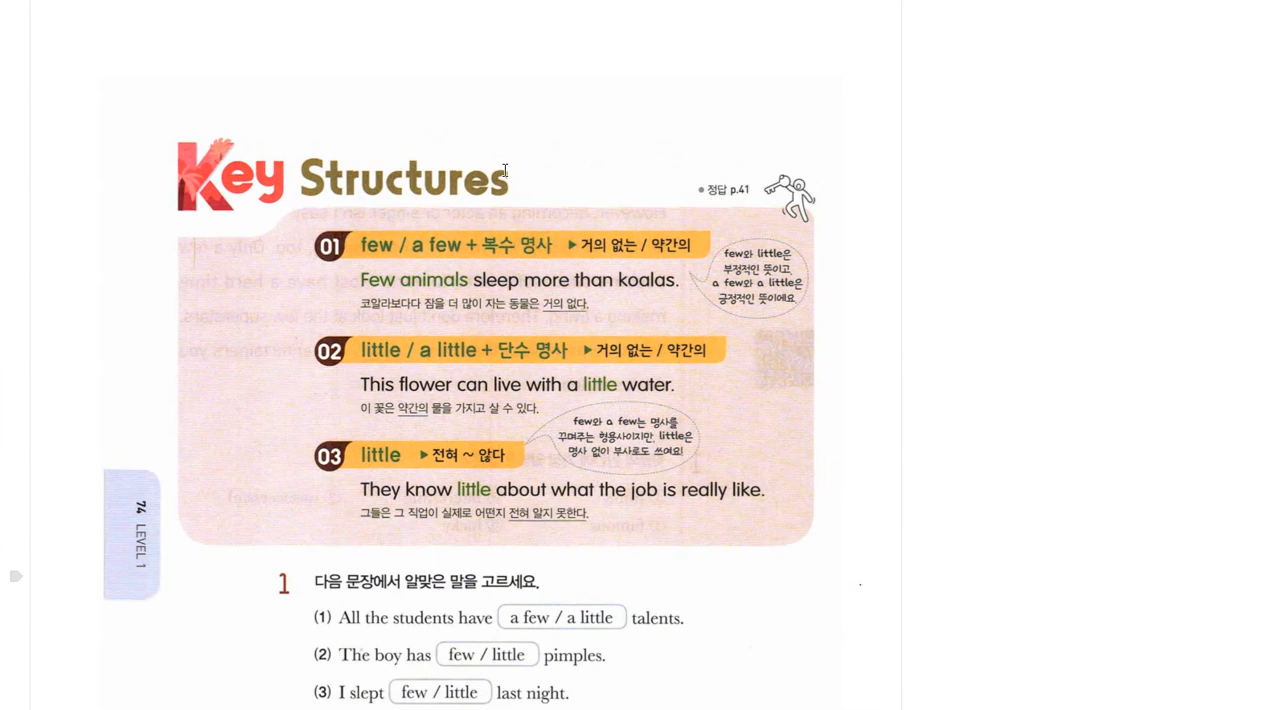 Key Structures
정답 p.41
01 few / a few + 복수 명사 ▶ 거의 없는 / 약간의
Few animals sleep more than koalas.
코알라보다다 잠을 더 많이 자는 동물은 거의 없다.
few와 little은
부정적인 뜻이고,
a few와 a little은
긍정적인 뜻이에요.
02 little / a little + 단수 명사 ▶ 거의 없는 / 약간의
This flower can live with a little water.
이 꽃은 약간의 물을 가지고 살 수 있다.
few와 a few는 명사를
꾸며주는 형용사이지만, little은
명사 없이 부사로도 쓰여요!
03 little ▶ 전혀 ~ 않다
They know little about what the job is really like.
그들은 그 직업이 실제로 어떤지 전혀 알지 못한다.
74 LEVEL 1
1 다음 문장에서 알맞은 말을 고르세요.
(1) All the students have a few / a little talents.
(2) The boy has few / little pimples.
(3) I slept few / little last night.